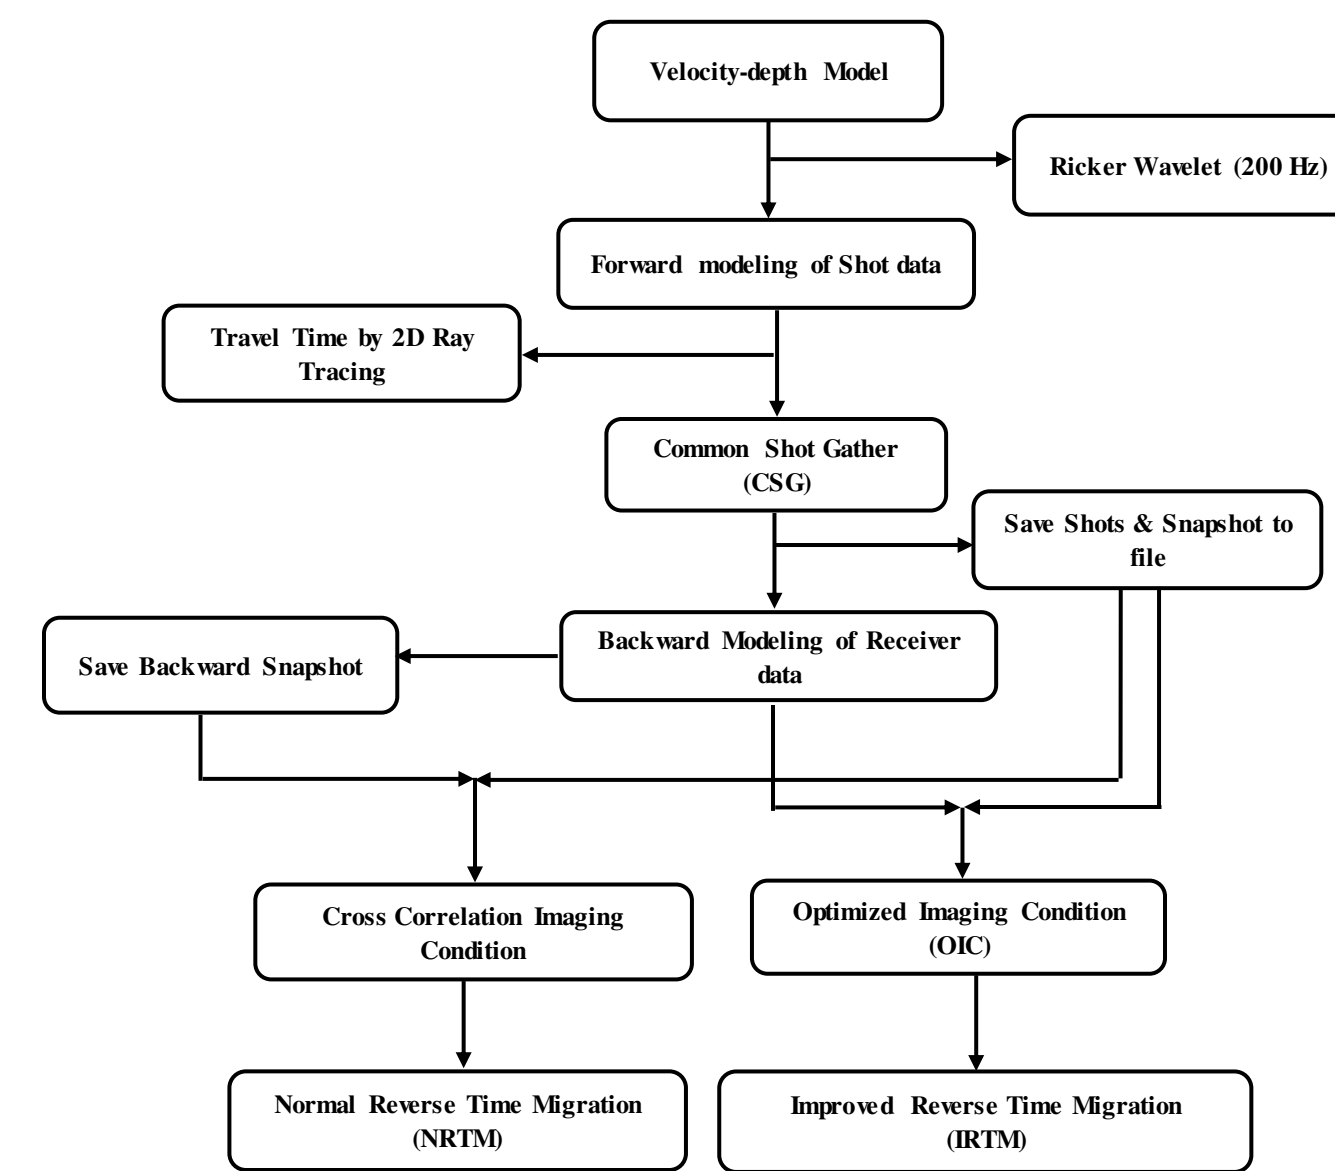 Velocity-depth Model
Ricker Wavelet (200 Hz)
Forward modeling of Shot data
Travel Time by 2D Ray
Tracing
Common Shot Gather
(CSG)
Save Shots & Snapshot to
file
Backward Modeling of Receiver
data
Save Backward Snapshot
Cross Correlation Imaging
Condition
Optimized Imaging Condition
(OIC)
Normal Reverse Time Migration
(NRTM)
Improved Reverse Time Migration
(IRTM)